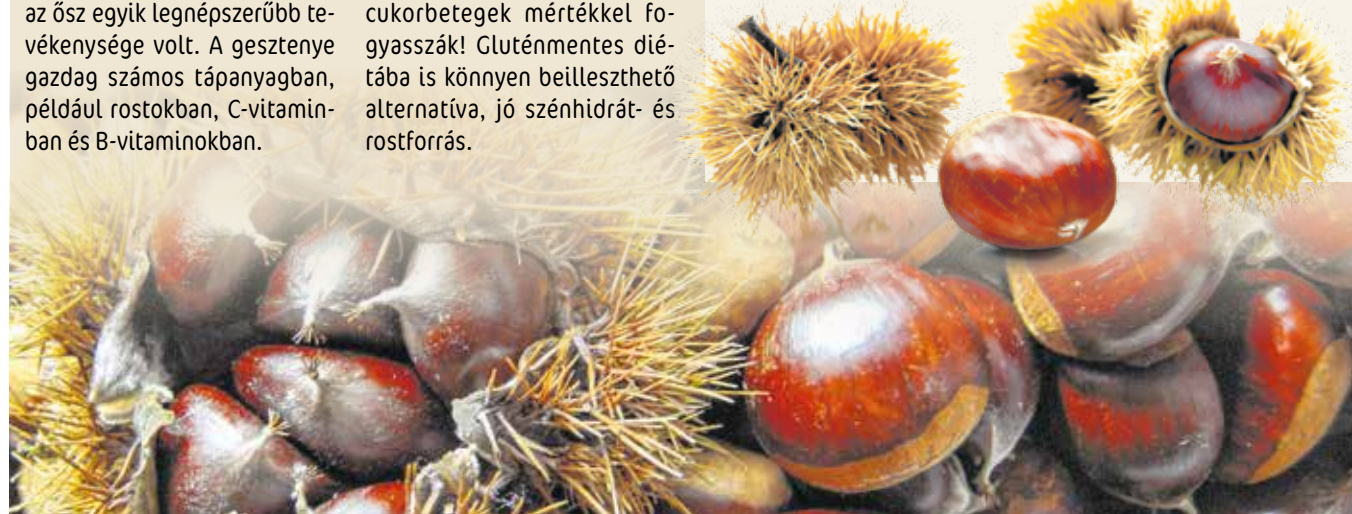 az ősz egyik legnépszerűbb te-
vékenysége volt. A gesztenye
gazdag számos tápanyagban,
például rostokban, C-vitamin-
ban és B-vitaminokban.
cukorbetegek mértékkel fo-
gyasszák! Gluténmentes dié-
tába is könnyen beilleszthető
alternatíva, jó szénhidrát- és
rostforrás.